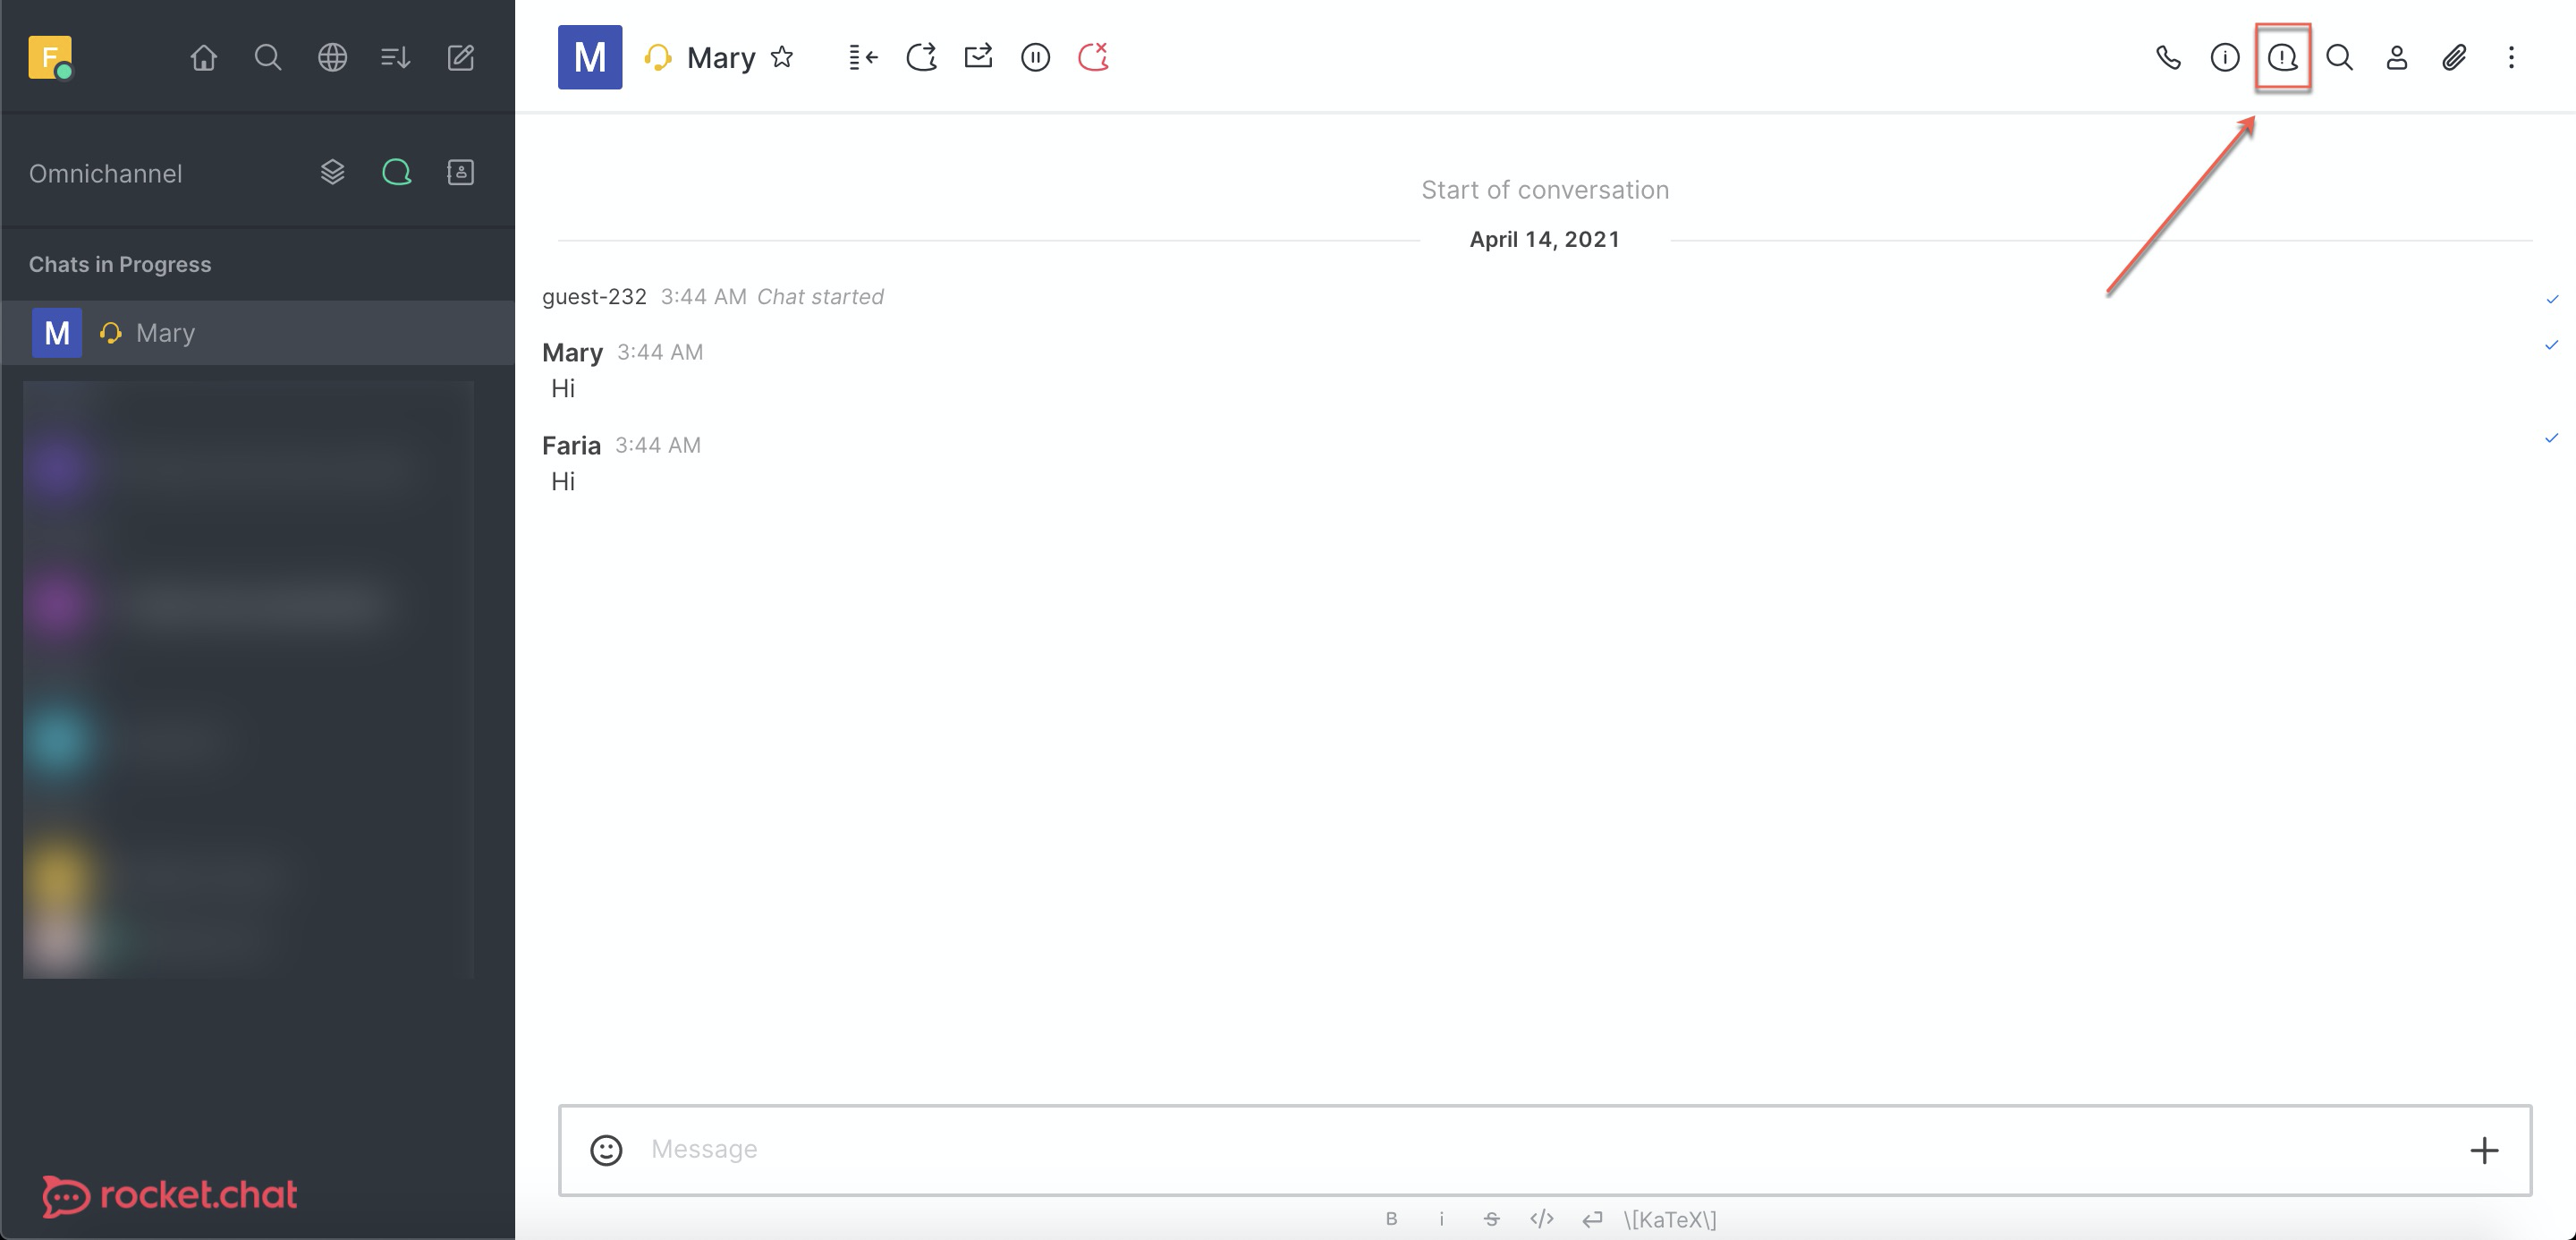 F
Omnichannel
Chats in Progress
M Mary
rocket.chat
M Mary
Start of conversation
April 14, 2021
guest-232 3:44 AM Chat started
Mary 3:44 AM
Hi
Faria 3:44 AM
Hi
Message
B i S </> \[KaTeX\]